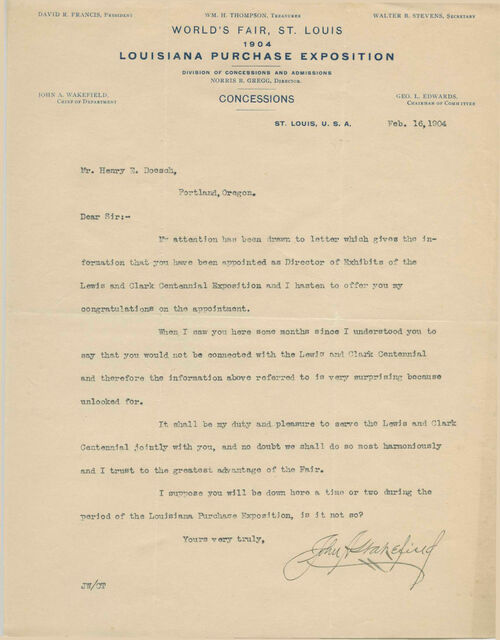 DAVID R. FRANCIS, PRESIDENT WM. H. THOMPSON, TREASURER WALTER B. STEVENS, SECRETARY
WORLD'S FAIR, ST. LOUIS
1904
LOUISIANA PURCHASE EXPOSITION
DIVISION OF CONCESSIONS AND ADMISSIONS
NORRIS B. GREGG, DIRECTOR.
JOHN A. WAKEFIELD, CHIEF OF DEPARTMENT
CONCESSIONS
GEO. L. EDWARDS, CHAIRMAN OF COMMITTEE
ST. LOUIS, U. S. A. Feb. 16, 1904
Mr. Henry E. Dosch,
Portland, Oregon.
Dear Sir:-
My attention has been drawn to letter which gives the in-
formation that you have been appointed as Director of Exhibits of the
Lewis and Clark Centennial Exposition and I hasten to offer you my
congratulations on the appointment.
When I saw you here some months since I understood you to
say that you would not be connected with the Lewis and Clark Centennial
and therefore the information above referred to is very surprising because
unlooked for.
It shall be my duty and pleasure to serve the Lewis and Clark
Centennial jointly with you, and no doubt we shall do so most harmoniously
and I trust to the greatest advantage of the Fair.
I suppose you will be down here a time or two during the
period of the Louisiana Purchase Exposition, is it not so?
Yours very truly,
John A Wakefield
JW/CT